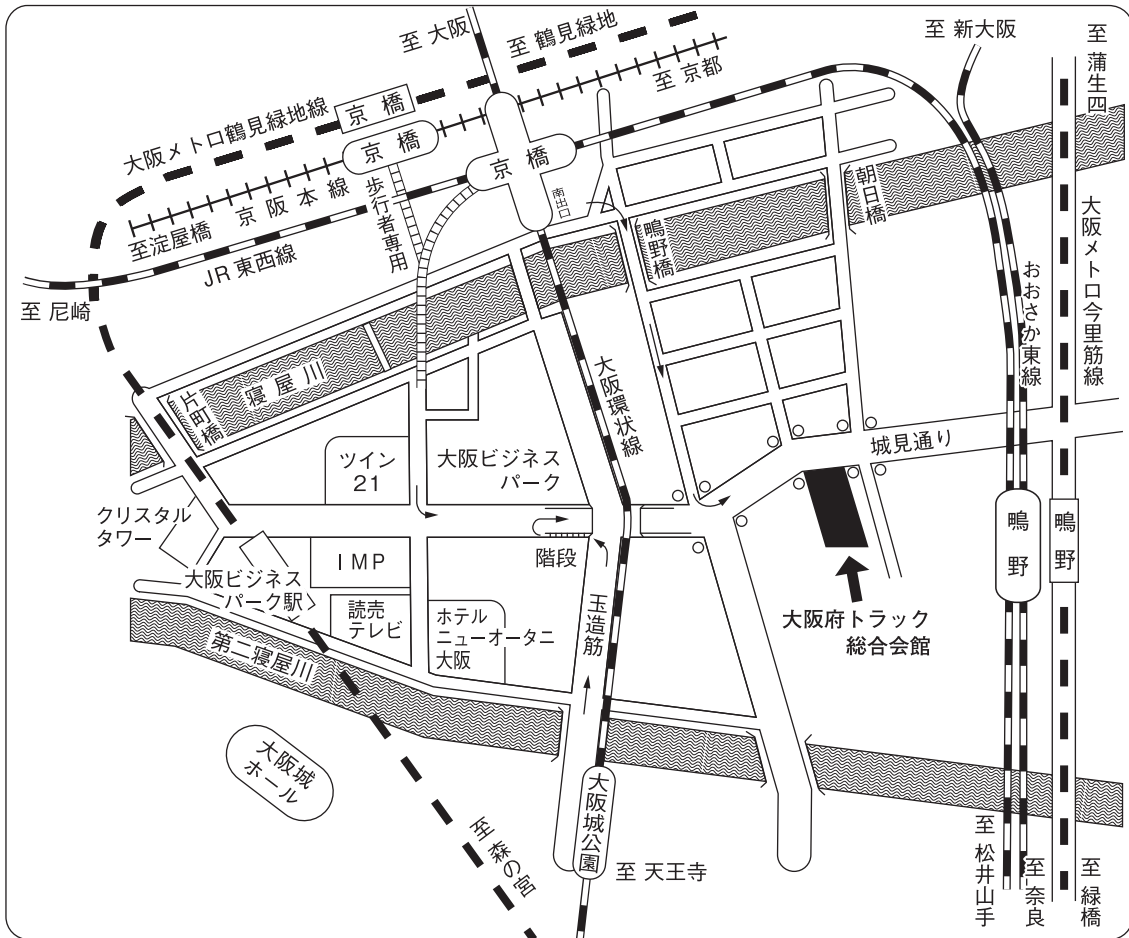 至 大阪
至 鶴見緑地
至 京都
至 新大阪
至 蒲生四
大阪メトロ鶴見緑地線
京橋
京橋
京橋
京阪本線
至淀屋橋
歩行者専用
南出口
JR東西線
至 尼崎
鴫野橋
朝日橋
おおさか東線
大阪メトロ今里筋線
片町橋
寝屋川
大阪環状線
城見通り
ツイン
21
大阪ビジネス
パーク
クリスタル
タワー
階段
IMP
大阪ビジネス
パーク駅
読売
テレビ
ホテル
ニューオータニ
大阪
玉造筋
鴫野
鴫野
大阪府トラック
総合会館
第二寝屋川
大阪城
ホール
至 森の宮
大阪城公園
至 天王寺
至 松井山手
至 奈良
至 緑橋